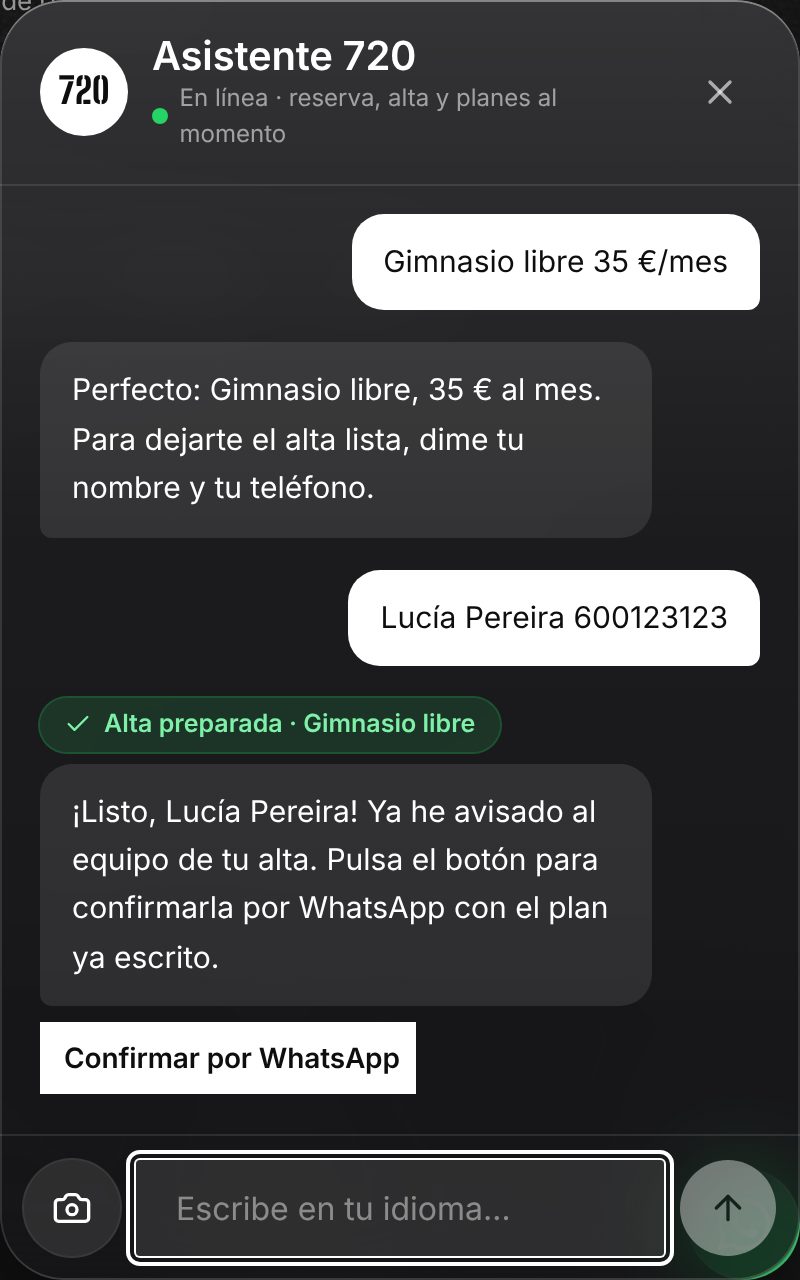 Asistente 720
720
En línea · reserva, alta y planes al
momento
Gimnasio libre 35 €/mes
Perfecto: Gimnasio libre, 35 € al mes.
Para dejarte el alta lista, dime tu
nombre y tu teléfono.
Lucía Pereira 600123123
Alta preparada · Gimnasio libre
¡Listo, Lucía Pereira! Ya he avisado al
equipo de tu alta. Pulsa el botón para
confirmarla por WhatsApp con el plan
ya escrito.
Confirmar por WhatsApp
Escribe en tu idioma...